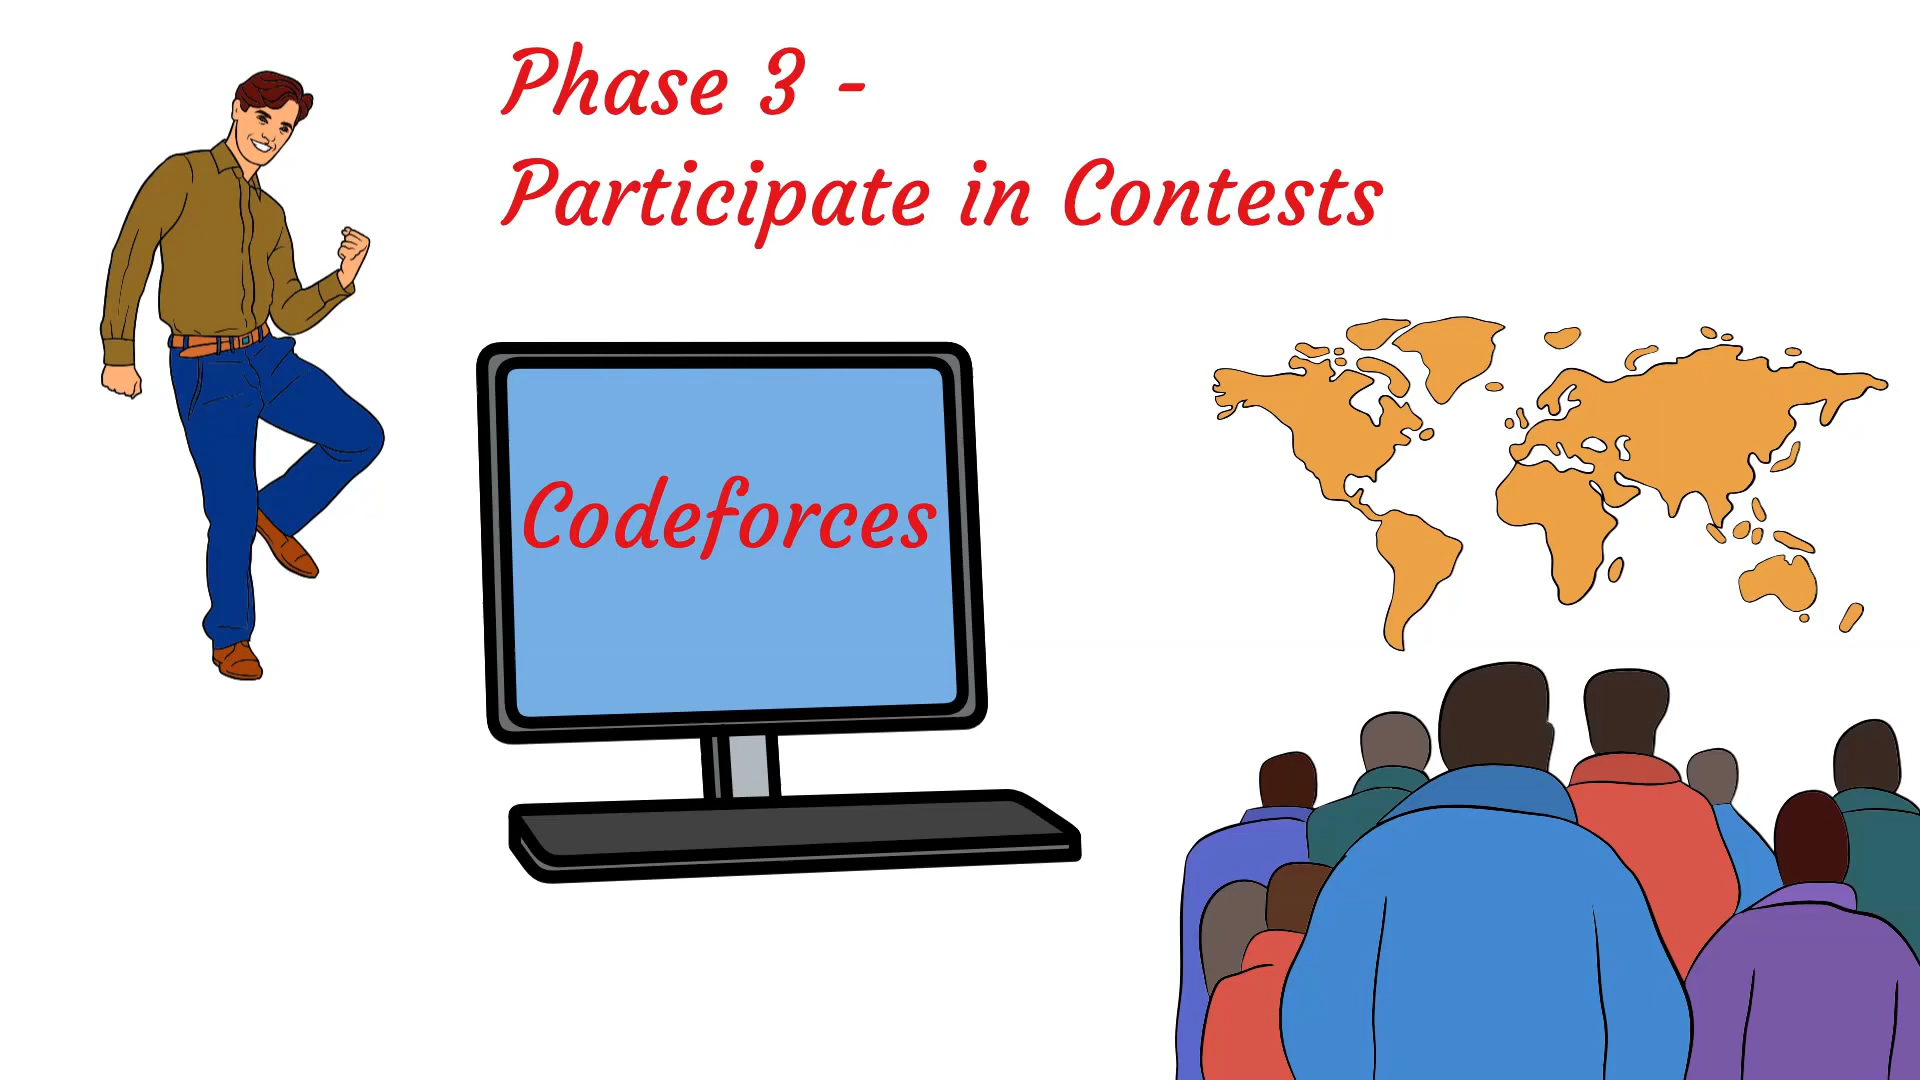 Phase 3 -
Participate in Contests
Codeforces